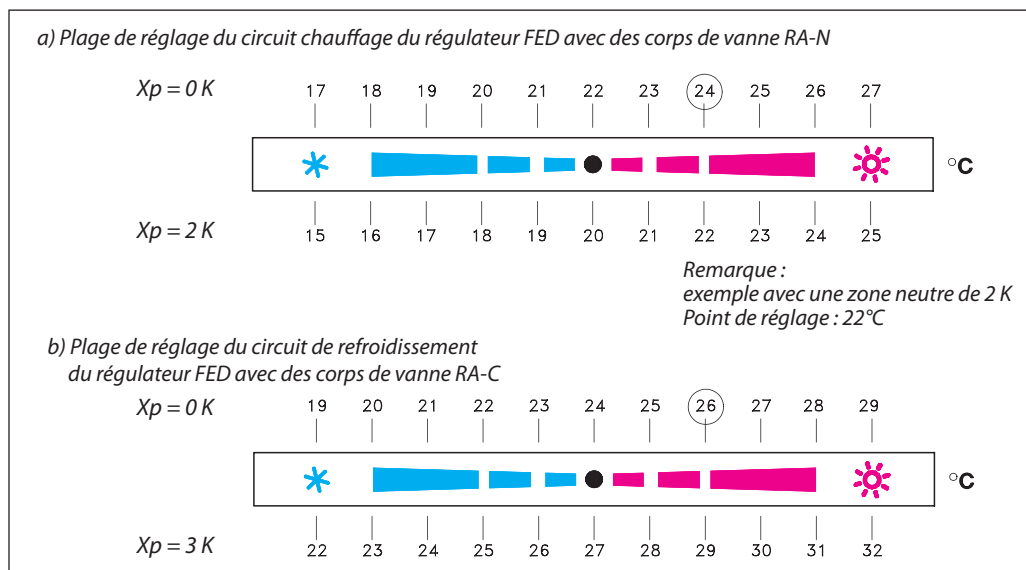 a) Plage de réglage du circuit chauffage du régulateur FED avec des corps de vanne RA-N
Xp = 0 K 17 18 19 20 21 22 23 24 25 26 27
°C
Xp = 2 K 15 16 17 18 19 20 21 22 23 24 25
Remarque :
exemple avec une zone neutre de 2 K
Point de réglage : 22°C
b) Plage de réglage du circuit de refroidissement
du régulateur FED avec des corps de vanne RA-C
Xp = 0 K 19 20 21 22 23 24 25 26 27 28 29
°C
Xp = 3 K 22 23 24 25 26 27 28 29 30 31 32